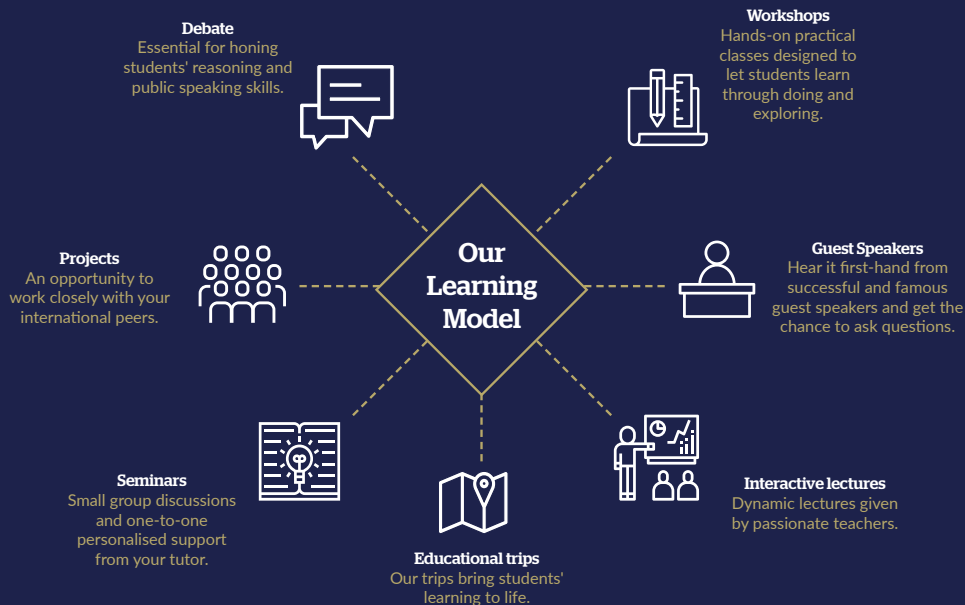 Debate
Essential for honing
students' reasoning and
public speaking skills.
Workshops
Hands-on practical
classes designed to
let students learn
through doing and
exploring.
Projects
An opportunity to
work closely with your
international peers.
Our
Learning
Model
Guest Speakers
Hear it first-hand from
successful and famous
guest speakers and get the
chance to ask questions.
Seminars
Small group discussions
and one-to-one
personalised support
from your tutor.
Educational trips
Our trips bring students'
learning to life.
Interactive lectures
Dynamic lectures given
by passionate teachers.